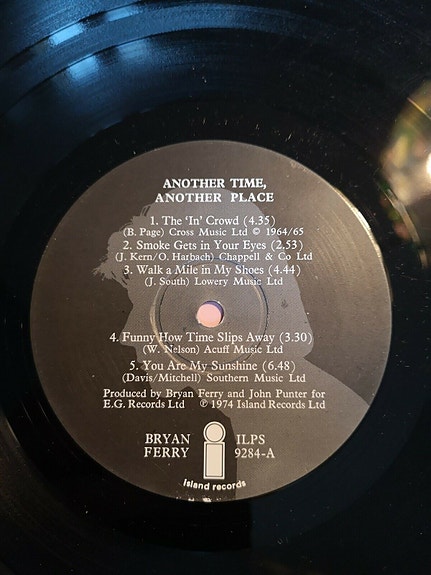 ANOTHER TIME,
ANOTHER PLACE
1. The 'In' Crowd (4.35)
(B. Page) Cross Music Ltd © 1964/65
2. Smoke Gets in Your Eyes (2.53)
(J. Kern/O. Harbach) Chappell & Co Ltd
3. Walk a Mile in My Shoes (4.44)
(J. South) Lowery Music Ltd
4. Funny How Time Slips Away (3.30)
(W. Nelson) Acuff Music Ltd
5. You Are My Sunshine (6.48)
(Davis/Mitchell) Southern Music Ltd
Produced by Bryan Ferry and John Punter for
E.G. Records Ltd ℗ 1974 Island Records Ltd
BRYAN FERRY
ILPS 9284-A
island records